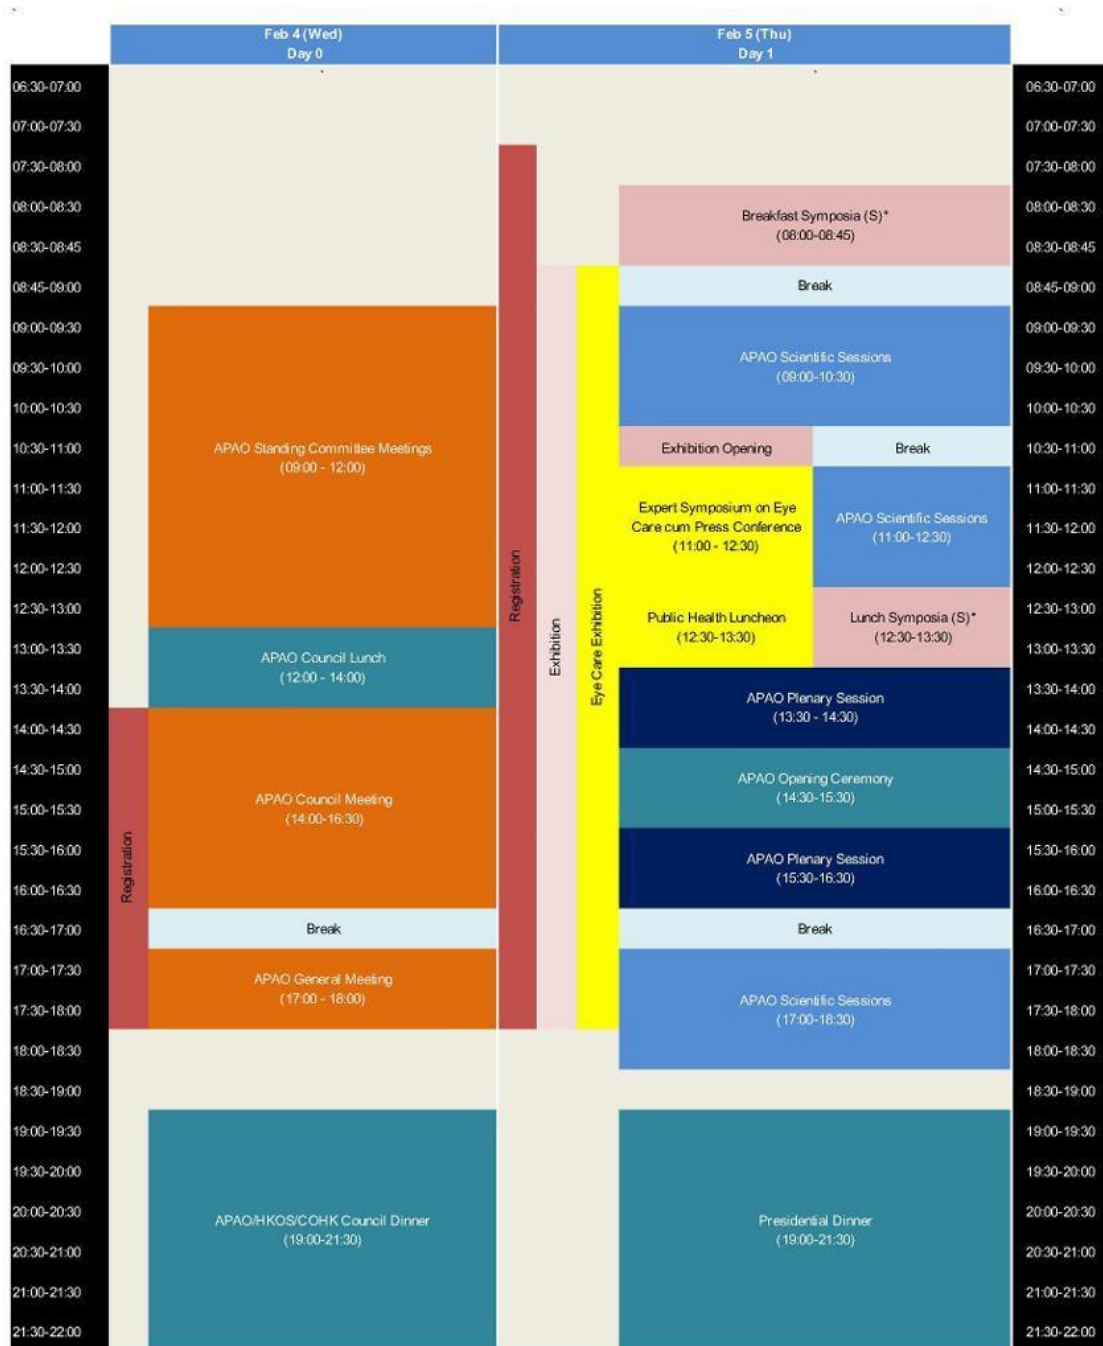 Feb 4 (Wed)
Day 0
Feb 5 (Thu)
Day 1
06:30-07:00
07:00-07:30
07:30-08:00
08:00-08:30
08:30-08:45
08:45-09:00
09:00-09:30
09:30-10:00
10:00-10:30
10:30-11:00
11:00-11:30
11:30-12:00
12:00-12:30
12:30-13:00
13:00-13:30
13:30-14:00
14:00-14:30
14:30-15:00
15:00-15:30
15:30-16:00
16:00-16:30
16:30-17:00
17:00-17:30
17:30-18:00
18:00-18:30
18:30-19:00
19:00-19:30
19:30-20:00
20:00-20:30
20:30-21:00
21:00-21:30
21:30-22:00
Registration
APAO Standing Committee Meetings
(09:00 - 12:00)
APAO Council Lunch
(12:00 - 14:00)
APAO Council Meeting
(14:00-16:30)
Break
APAO General Meeting
(17:00 - 18:00)
APAO/HKOS/COHK Council Dinner
(19:00-21:30)
Registration
Exhibition
Eye Care Exhibition
Breakfast Symposia (S)*
(08:00-08:45)
Break
APAO Scientific Sessions
(09:00-10:30)
Exhibition Opening
Break
Expert Symposium on Eye
Care cum Press Conference
(11:00 - 12:30)
APAO Scientific Sessions
(11:00-12:30)
Public Health Luncheon
(12:30-13:30)
Lunch Symposia (S)*
(12:30-13:30)
APAO Plenary Session
(13:30 - 14:30)
APAO Opening Ceremony
(14:30-15:30)
APAO Plenary Session
(15:30-16:30)
Break
APAO Scientific Sessions
(17:00-18:30)
Presidential Dinner
(19:00-21:30)
06:30-07:00
07:00-07:30
07:30-08:00
08:00-08:30
08:30-08:45
08:45-09:00
09:00-09:30
09:30-10:00
10:00-10:30
10:30-11:00
11:00-11:30
11:30-12:00
12:00-12:30
12:30-13:00
13:00-13:30
13:30-14:00
14:00-14:30
14:30-15:00
15:00-15:30
15:30-16:00
16:00-16:30
16:30-17:00
17:00-17:30
17:30-18:00
18:00-18:30
18:30-19:00
19:00-19:30
19:30-20:00
20:00-20:30
20:30-21:00
21:00-21:30
21:30-22:00